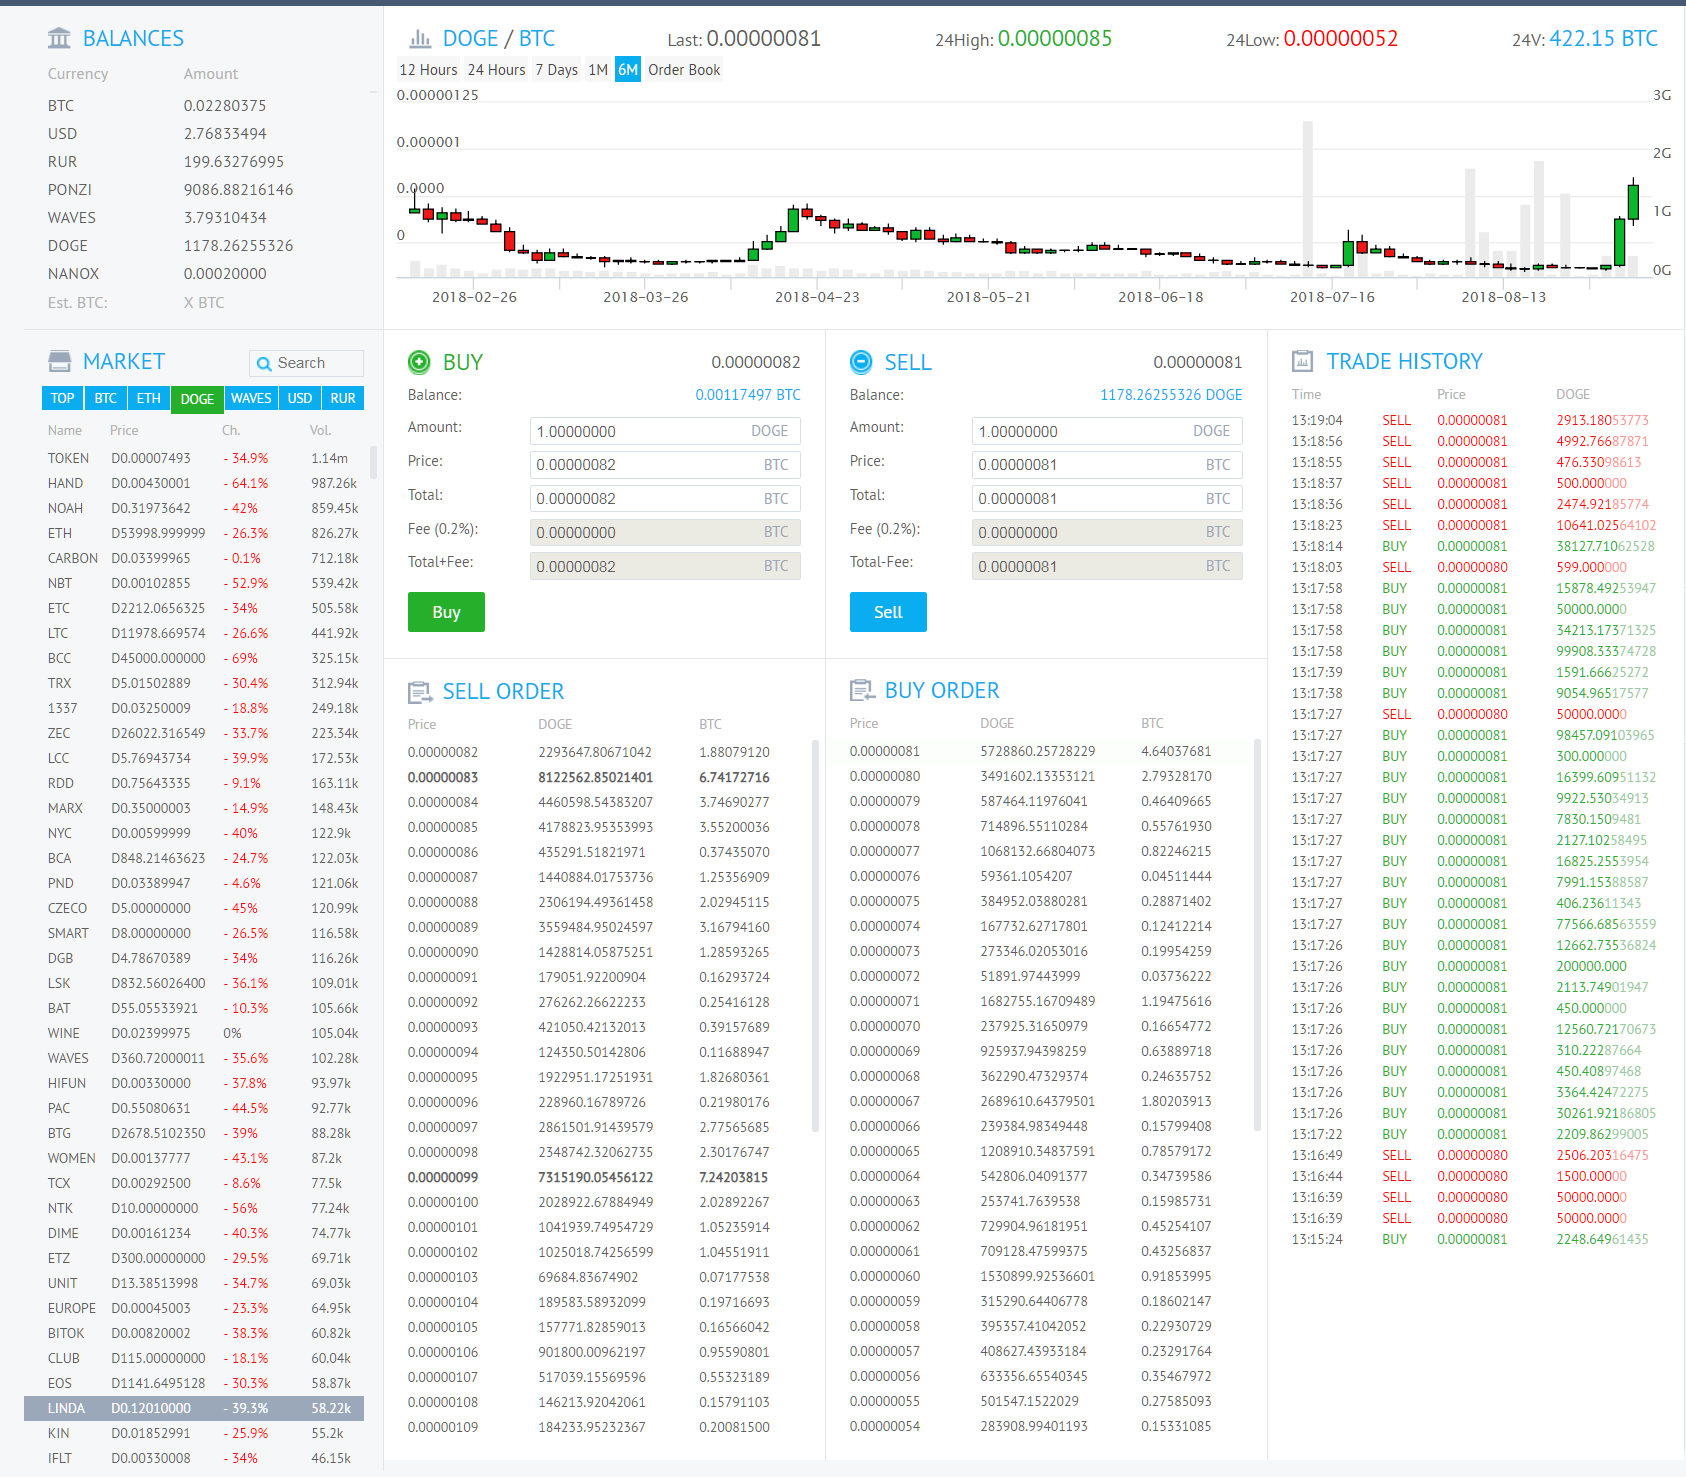 BALANCES
Currency Amount
BTC 0.02280375
USD 2.76833494
RUR 199.63276995
PONZI 9086.88216146
WAVES 3.79310434
DOGE 1178.26255326
NANOX 0.00020000
Est. BTC: X BTC
DOGE / BTC Last: 0.00000081 24High: 0.00000085 24Low: 0.00000052 24V: 422.15 BTC
12 Hours 24 Hours 7 Days 1M 6M Order Book
0.00000125 3G
0.000001 2G
0.0000 1G
0 0G
2018-02-26 2018-03-26 2018-04-23 2018-05-21 2018-06-18 2018-07-16 2018-08-13
MARKET Search
TOP BTC ETH DOGE WAVES USD RUR
Name Price Ch. Vol.
TOKEN D0.00007493 - 34.9% 1.14m
HAND D0.00430001 - 64.1% 987.26k
NOAH D0.31973642 - 42% 859.45k
ETH D53998.999999 - 26.3% 826.27k
CARBON D0.03399965 - 0.1% 712.18k
NBT D0.00102855 - 52.9% 539.42k
ETC D2212.0656325 - 34% 505.58k
LTC D11978.669574 - 26.6% 441.92k
BCC D45000.000000 - 69% 325.15k
TRX D5.01502889 - 30.4% 312.94k
1337 D0.03250009 - 18.8% 249.18k
ZEC D26022.316549 - 33.7% 223.34k
LCC D5.76943734 - 39.9% 172.53k
RDD D0.75643335 - 9.1% 163.11k
MARX D0.35000003 - 14.9% 148.43k
NYC D0.00599999 - 40% 122.9k
BCA D848.21463623 - 24.7% 122.03k
PND D0.03389947 - 4.6% 121.06k
CZECO D5.00000000 - 45% 120.99k
SMART D8.00000000 - 26.5% 116.58k
DGB D4.78670389 - 34% 116.26k
LSK D832.56026400 - 36.1% 109.01k
BAT D55.05533921 - 10.3% 105.66k
WINE D0.02399975 0% 105.04k
WAVES D360.72000011 - 35.6% 102.28k
HIFUN D0.00330000 - 37.8% 93.97k
PAC D0.55080631 - 44.5% 92.77k
BTG D2678.5102350 - 39% 88.28k
WOMEN D0.00137777 - 43.1% 87.2k
TCX D0.00292500 - 8.6% 77.5k
NTK D10.00000000 - 56% 77.24k
DIME D0.00161234 - 40.3% 74.77k
ETZ D300.00000000 - 29.5% 69.71k
UNIT D13.38513998 - 34.7% 69.03k
EUROPE D0.00045003 - 23.3% 64.95k
BITOK D0.00820002 - 38.3% 60.82k
CLUB D115.00000000 - 18.1% 60.04k
EOS D1141.6495128 - 30.3% 58.87k
LINDA D0.12010000 - 39.3% 58.22k
KIN D0.01852991 - 25.9% 55.2k
IFLT D0.00330008 - 34% 46.15k
BUY 0.00000082
Balance: 0.00117497 BTC
Amount: 1.00000000 DOGE
Price: 0.00000082 BTC
Total: 0.00000082 BTC
Fee (0.2%): 0.00000000 BTC
Total+Fee: 0.00000082 BTC
Buy
SELL 0.00000081
Balance: 1178.26255326 DOGE
Amount: 1.00000000 DOGE
Price: 0.00000081 BTC
Total: 0.00000081 BTC
Fee (0.2%): 0.00000000 BTC
Total-Fee: 0.00000081 BTC
Sell
SELL ORDER
Price DOGE BTC
0.00000082 2293647.80671042 1.88079120
0.00000083 8122562.85021401 6.74172716
0.00000084 4460598.54383207 3.74690277
0.00000085 4178823.95353993 3.55200036
0.00000086 435291.51821971 0.37435070
0.00000087 1440884.01753736 1.25356909
0.00000088 2306194.49361458 2.02945115
0.00000089 3559484.95024597 3.16794160
0.00000090 1428814.05875251 1.28593265
0.00000091 179051.92200904 0.16293724
0.00000092 276262.26622233 0.25416128
0.00000093 421050.42132013 0.39157689
0.00000094 124350.50142806 0.11688947
0.00000095 1922951.17251931 1.82680361
0.00000096 228960.16789726 0.21980176
0.00000097 2861501.91439579 2.77565685
0.00000098 2348742.32062735 2.30176747
0.00000099 7315190.05456122 7.24203815
0.00000100 2028922.67884949 2.02892267
0.00000101 1041939.74954729 1.05235914
0.00000102 1025018.74256599 1.04551911
0.00000103 69684.83674902 0.07177538
0.00000104 189583.58932099 0.19716693
0.00000105 157771.82859013 0.16566042
0.00000106 901800.00962197 0.95590801
0.00000107 517039.15569596 0.55323189
0.00000108 146213.92042061 0.15791103
0.00000109 184233.95232367 0.20081500
BUY ORDER
Price DOGE BTC
0.00000081 5728860.25728229 4.64037681
0.00000080 3491602.13353121 2.79328170
0.00000079 587464.11976041 0.46409665
0.00000078 714896.55110284 0.55761930
0.00000077 1068132.66804073 0.82246215
0.00000076 59361.1054207 0.04511444
0.00000075 384952.03880281 0.28871402
0.00000074 167732.62717801 0.12412214
0.00000073 273346.02053016 0.19954259
0.00000072 51891.97443999 0.03736222
0.00000071 1682755.16709489 1.19475616
0.00000070 237925.31650979 0.16654772
0.00000069 925937.94398259 0.63889718
0.00000068 362290.47329374 0.24635752
0.00000067 2689610.64379501 1.80203913
0.00000066 239384.98349448 0.15799408
0.00000065 1208910.34837591 0.78579172
0.00000064 542806.04091377 0.34739586
0.00000063 253741.7639538 0.15985731
0.00000062 729904.96181951 0.45254107
0.00000061 709128.47599375 0.43256837
0.00000060 1530899.92536601 0.91853995
0.00000059 315290.64406778 0.18602147
0.00000058 395357.41042052 0.22930729
0.00000057 408627.43933184 0.23291764
0.00000056 633356.65540345 0.35467972
0.00000055 501547.1522029 0.27585093
0.00000054 283908.99401193 0.15331085
TRADE HISTORY
Time Price DOGE
13:19:04 SELL 0.00000081 2913.18053773
13:18:56 SELL 0.00000081 4992.76687871
13:18:55 SELL 0.00000081 476.33098613
13:18:37 SELL 0.00000081 500.000000
13:18:36 SELL 0.00000081 2474.92185774
13:18:23 SELL 0.00000081 10641.02564102
13:18:14 BUY 0.00000081 38127.71062528
13:18:03 SELL 0.00000080 599.000000
13:17:58 BUY 0.00000081 15878.49253947
13:17:58 BUY 0.00000081 50000.0000
13:17:58 BUY 0.00000081 34213.17371325
13:17:58 BUY 0.00000081 99908.33374728
13:17:39 BUY 0.00000081 1591.66625272
13:17:38 BUY 0.00000081 9054.96517577
13:17:27 SELL 0.00000080 50000.0000
13:17:27 BUY 0.00000081 98457.09103965
13:17:27 BUY 0.00000081 300.000000
13:17:27 BUY 0.00000081 16399.60951132
13:17:27 BUY 0.00000081 9922.53034913
13:17:27 BUY 0.00000081 7830.1509481
13:17:27 BUY 0.00000081 2127.10258495
13:17:27 BUY 0.00000081 16825.2553954
13:17:27 BUY 0.00000081 7991.15388587
13:17:27 BUY 0.00000081 406.23611343
13:17:27 BUY 0.00000081 77566.68563559
13:17:26 BUY 0.00000081 12662.73536824
13:17:26 BUY 0.00000081 200000.000
13:17:26 BUY 0.00000081 2113.74901947
13:17:26 BUY 0.00000081 450.000000
13:17:26 BUY 0.00000081 12560.72170673
13:17:26 BUY 0.00000081 310.22287664
13:17:26 BUY 0.00000081 450.40897468
13:17:26 BUY 0.00000081 3364.42472275
13:17:26 BUY 0.00000081 30261.92186805
13:17:22 BUY 0.00000081 2209.86299005
13:16:49 SELL 0.00000080 2506.20316475
13:16:44 SELL 0.00000080 1500.00000
13:16:39 SELL 0.00000080 50000.0000
13:16:39 SELL 0.00000080 50000.0000
13:15:24 BUY 0.00000081 2248.64961435